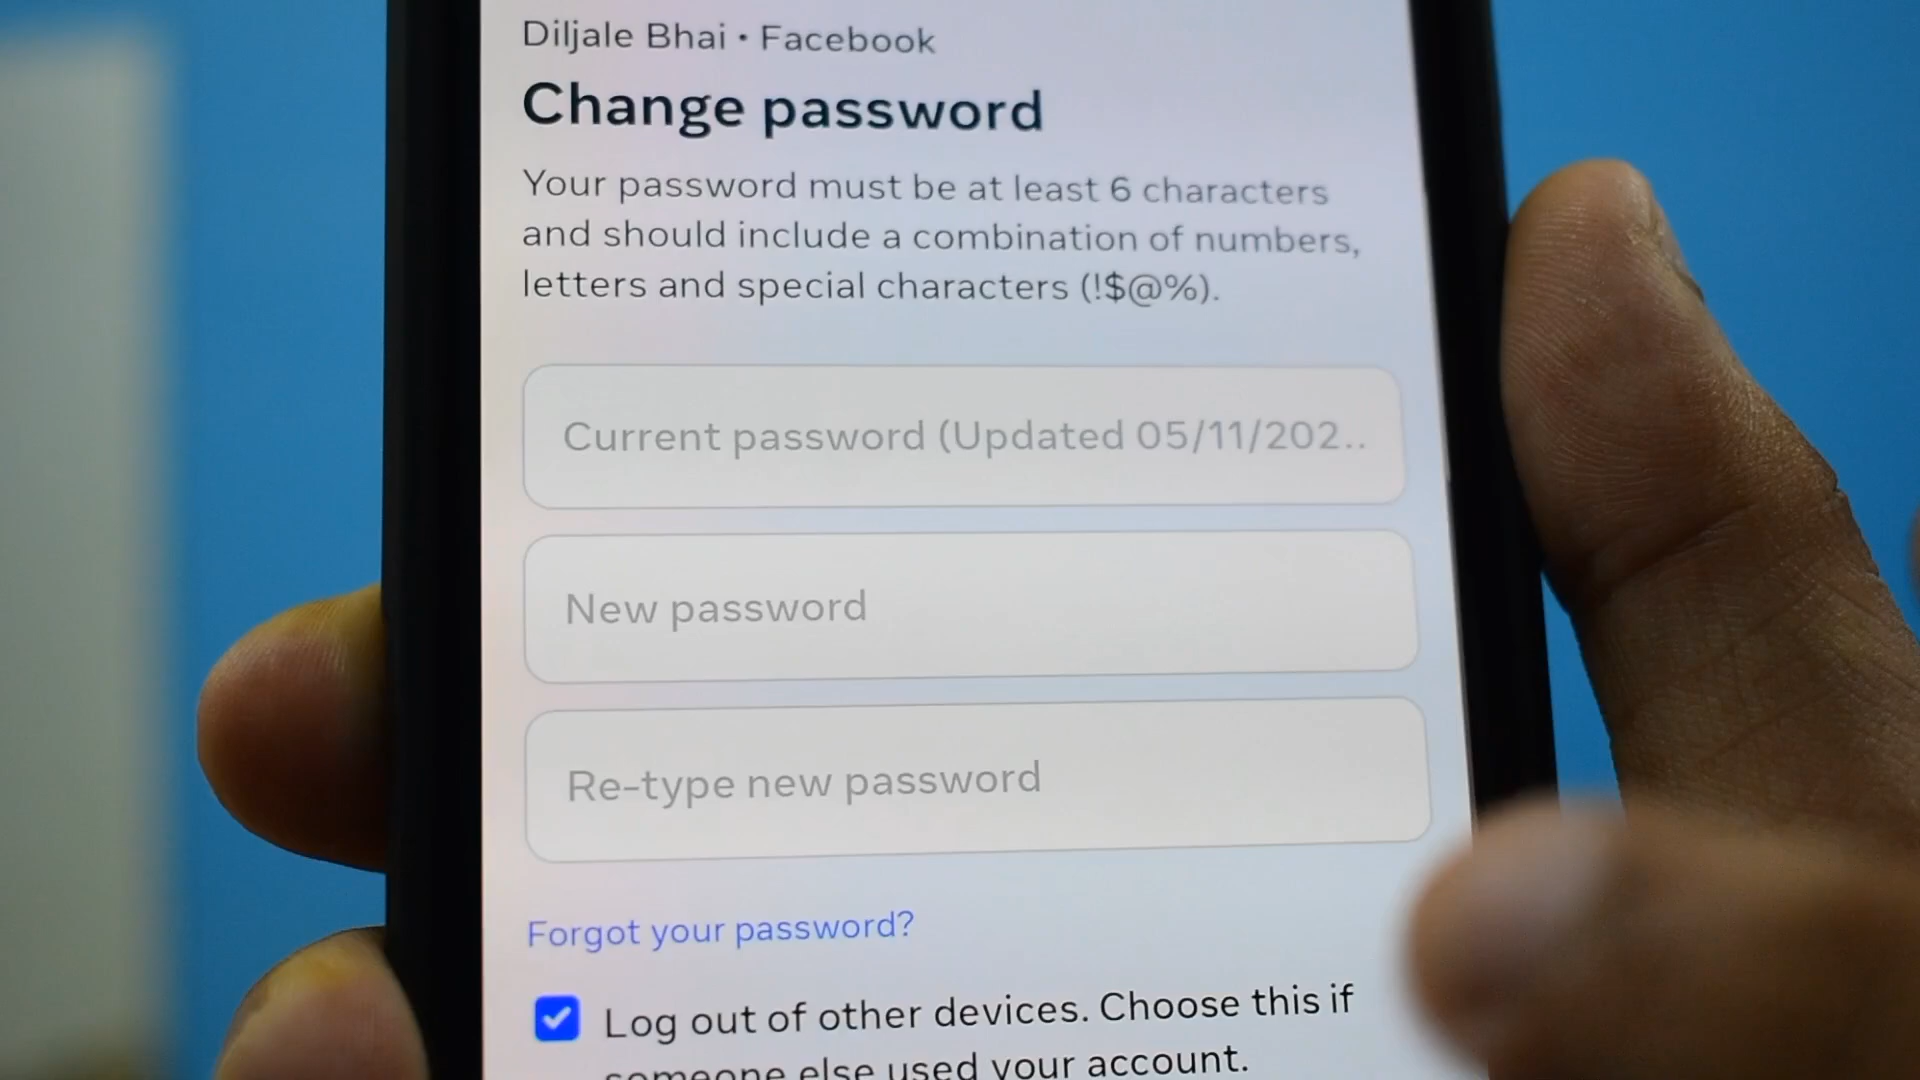 Diljale Bhai • Facebook
Change password
Your password must be at least 6 characters
and should include a combination of numbers,
letters and special characters (!$@%).
Current password (Updated 05/11/202..
New password
Re-type new password
Forgot your password?
Log out of other devices. Choose this if
someone else used your account.